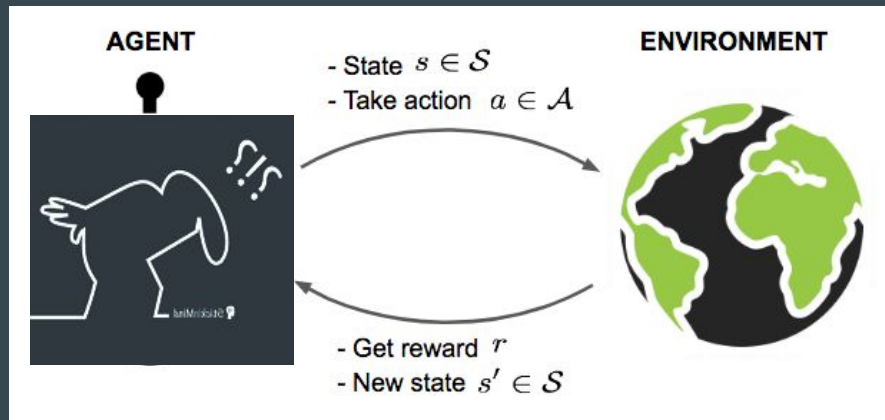 AGENT
ENVIRONMENT
- State s ∈ 𝒮
- Take action a ∈ 𝒜
?!?
- Get reward r
- New state s′ ∈ 𝒮